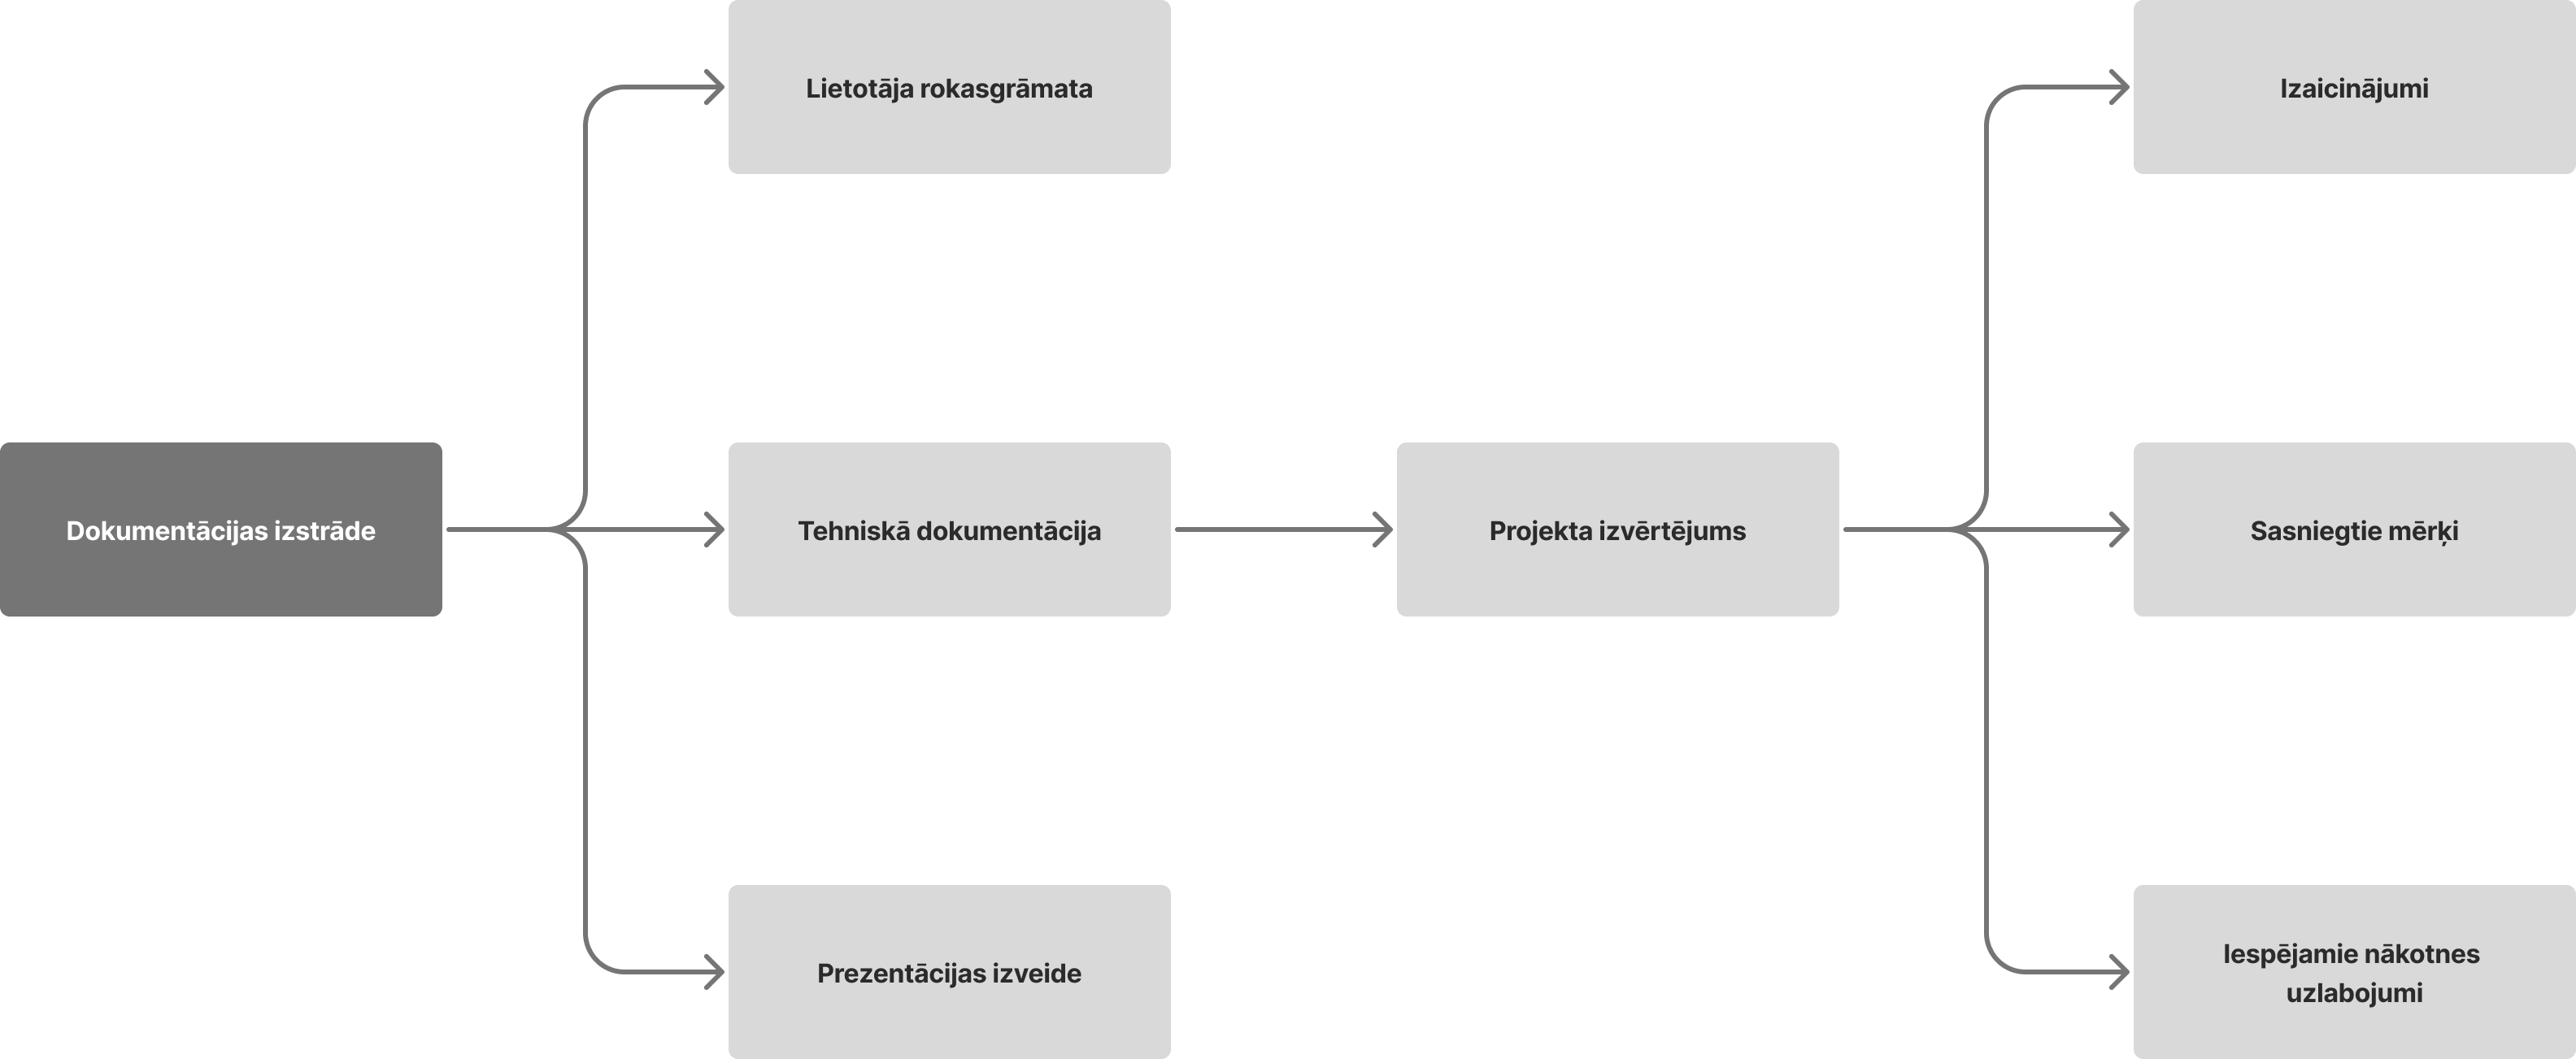 Lietotāja rokasgrāmata
Izaicinājumi
Dokumentācijas izstrāde
Tehniskā dokumentācija
Projekta izvērtējums
Sasniegtie mērķi
Prezentācijas izveide
Iespējamie nākotnes
uzlabojumi